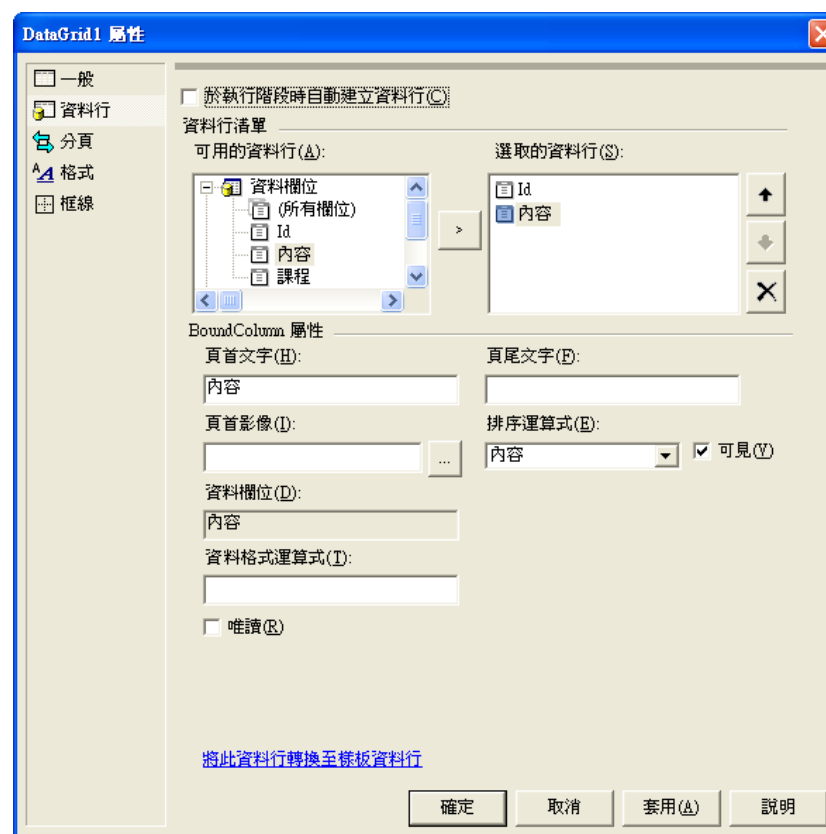 DataGrid1 屬性
一般
資料行
分頁
格式
框線
於執行階段時自動建立資料行(C)
資料行清單
可用的資料行(A):
選取的資料行(S):
資料欄位
(所有欄位)
Id
內容
課程
>
Id
內容
BoundColumn 屬性
頁首文字(H):
頁尾文字(F):
內容
頁首影像(I):
排序運算式(E):
...
內容
可見(V)
資料欄位(D):
內容
資料格式運算式(T):
唯讀(R)
將此資料行轉換至樣板資料行
確定
取消
套用(A)
說明